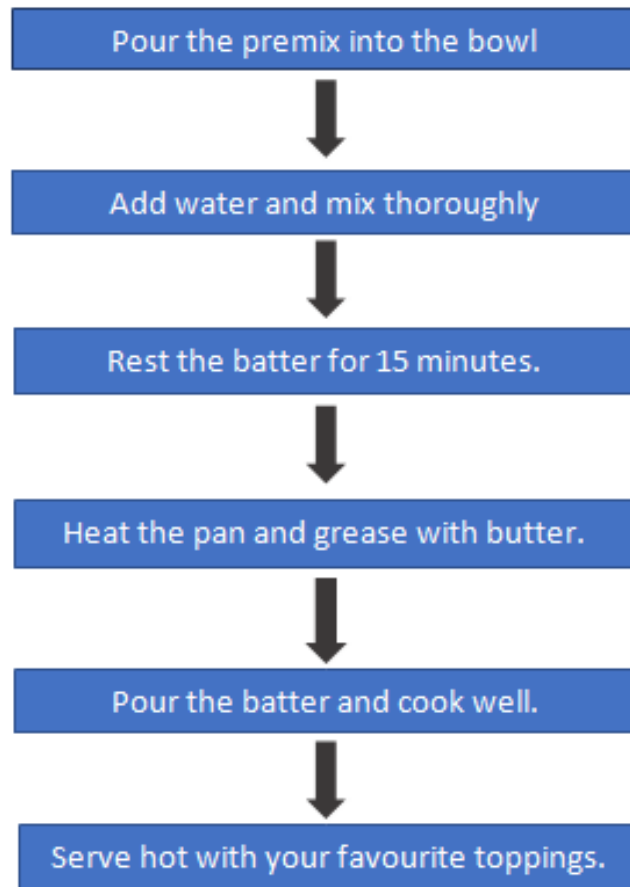 Pour the premix into the bowl
Add water and mix thoroughly
Rest the batter for 15 minutes.
Heat the pan and grease with butter.
Pour the batter and cook well.
Serve hot with your favourite toppings.